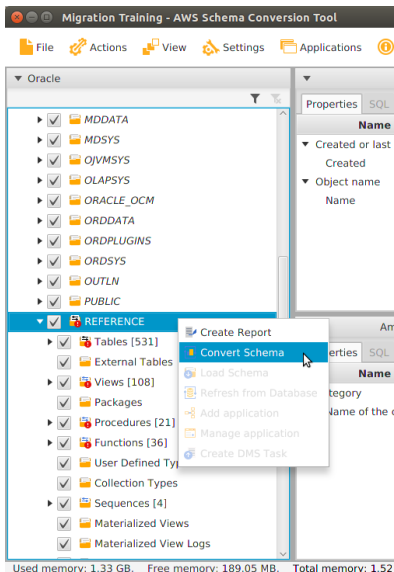 Migration Training - AWS Schema Conversion Tool
File Actions View Settings Applications
Oracle
Properties SQL
Name
MDDATA
MDSYS
Created or last
OJVMSYS
Created
OLAPSYS
Object name
ORACLE_OCM
Name
ORDDATA
ORDPLUGINS
ORDSYS
OUTLN
PUBLIC
REFERENCE
Create Report
Tables [531]
Convert Schema
SQL
External Tables
Load Schema
Name
Views [108]
Refresh from Database
Packages
Add application
Name of the
Procedures [21]
Manage application
Functions [36]
Create DMS Task
User Defined
Collection Types
Sequences [4]
Materialized Views
Materialized View Logs
Used memory: 1.33 GB. Free memory: 189.05 MB. Total memory: 1.52